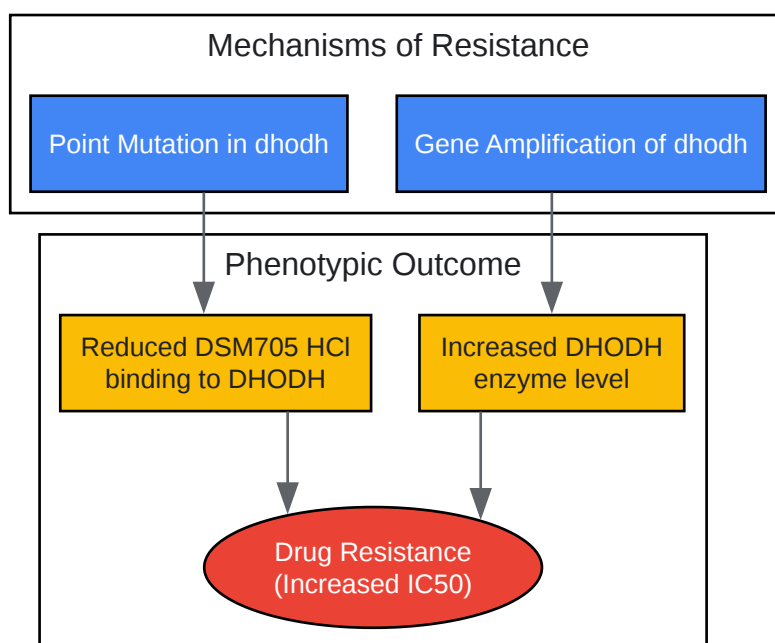 Mechanisms of Resistance
Point Mutation in dhodh
Gene Amplification of dhodh
Phenotypic Outcome
Reduced DSM705 HCl
binding to DHODH
Increased DHODH
enzyme level
Drug Resistance
(Increased IC50)